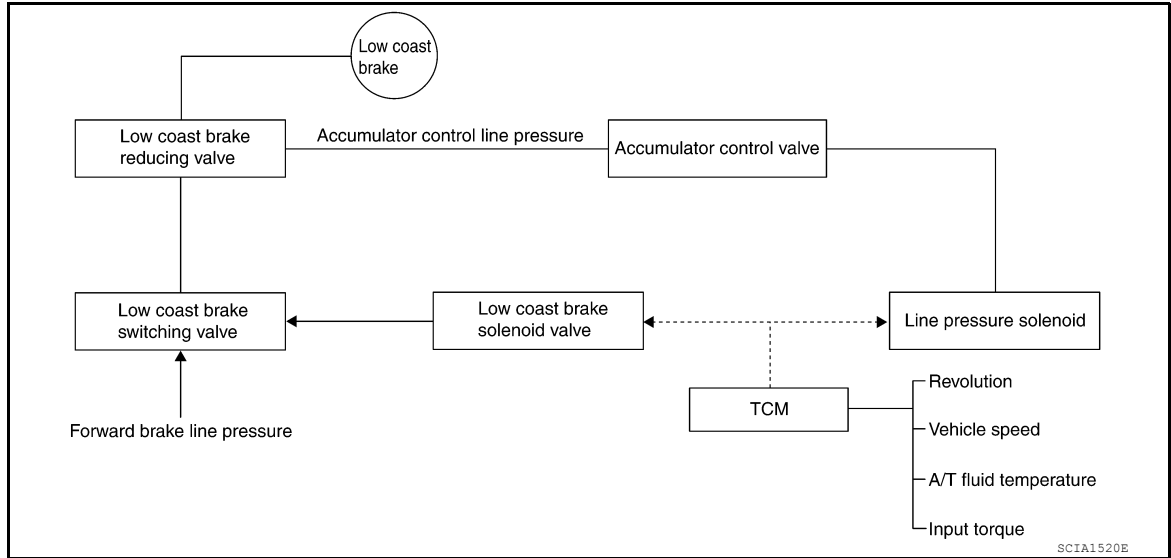 Low coast
brake
Low coast brake
reducing valve
Accumulator control line pressure
Accumulator control valve
Low coast brake
switching valve
Low coast brake
solenoid valve
Line pressure solenoid
TCM
Revolution
Vehicle speed
A/T fluid temperature
Input torque
Forward brake line pressure
SCIA1520E